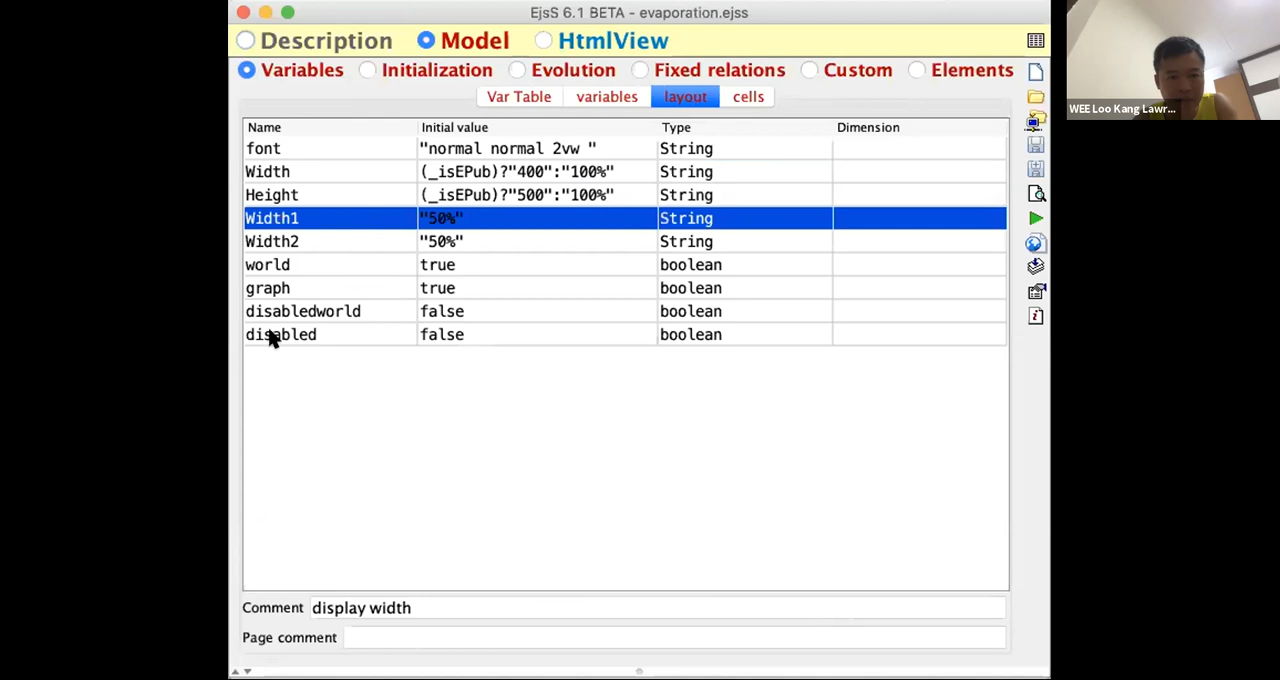 EjsS 6.1 BETA - evaporation.ejss
Description Model HtmlView
Variables Initialization Evolution Fixed relations Custom Elements
Var Table variables layout cells
Name Initial value Type Dimension
font "normal normal 2vw " String
Width (_isEPub)?"400":"100%" String
Height (_isEPub)?"500":"100%" String
Width1 "50%" String
Width2 "50%" String
world true boolean
graph true boolean
disabledworld false boolean
disabled false boolean
Comment display width
Page comment
WEE Loo Kang Lawr...